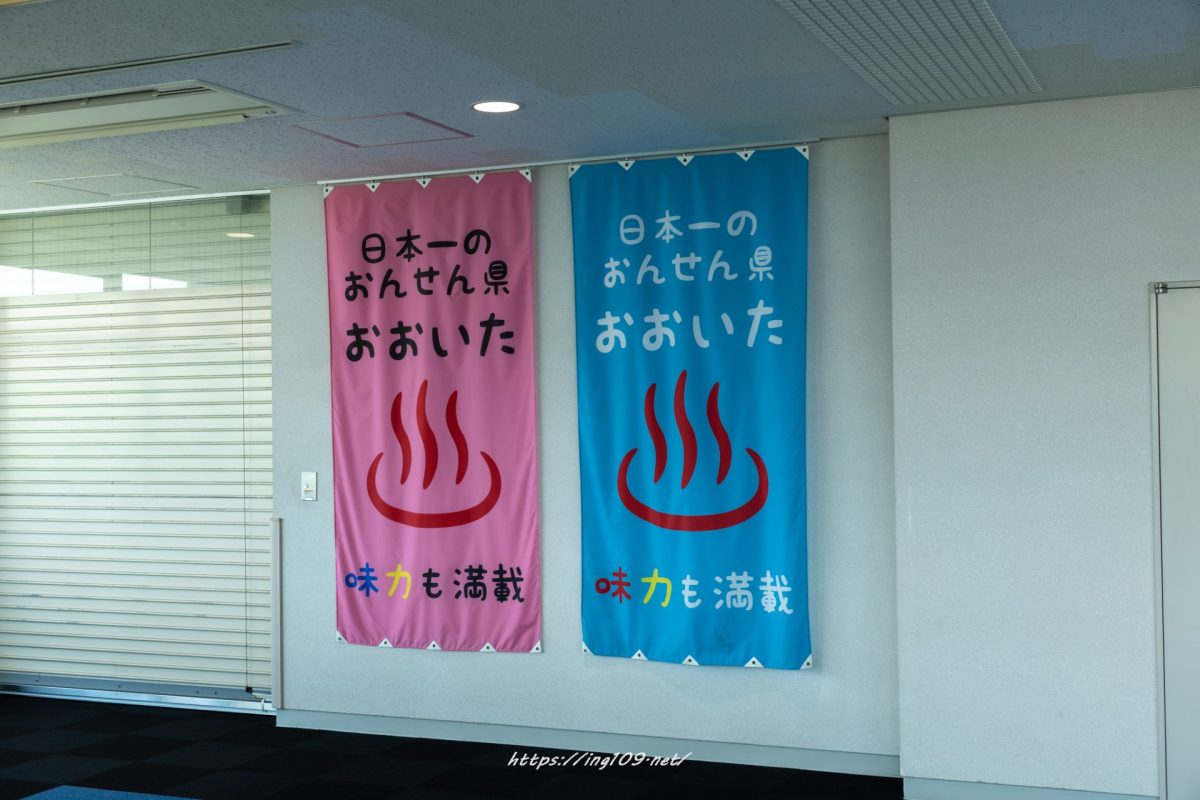 日本一の
おんせん県
おおいた
味力も満載
日本一の
おんせん県
おおいた
味力も満載
https://ing109.net/